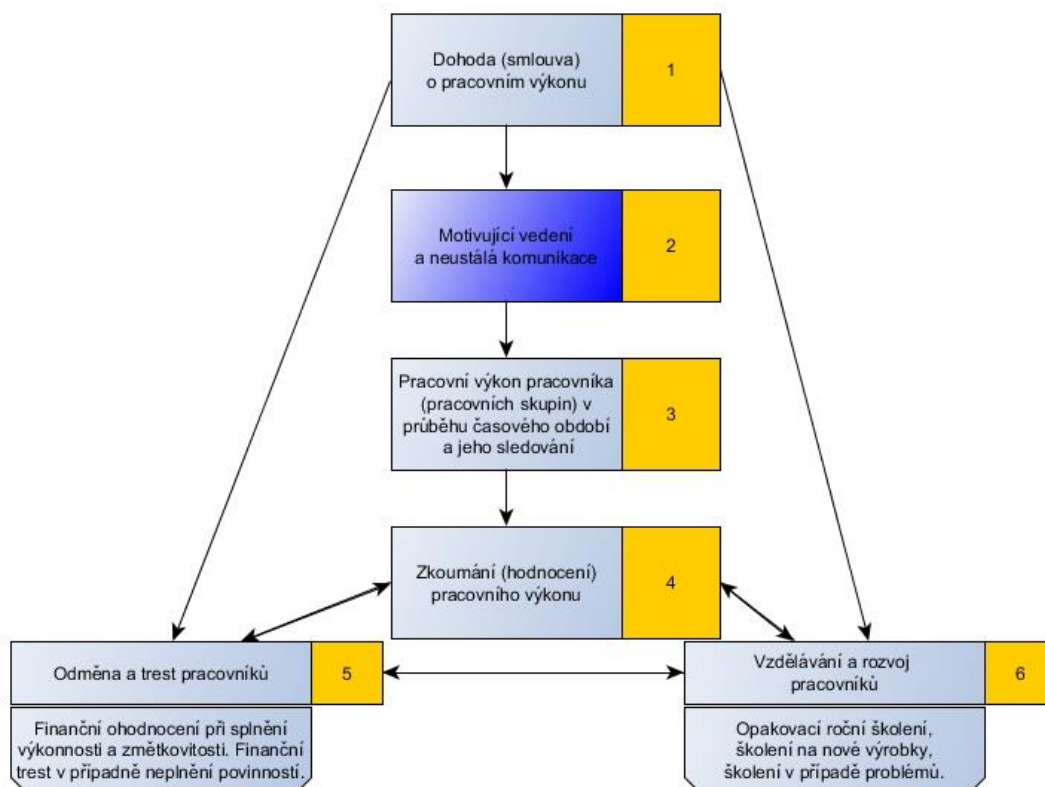 Dohoda (smlouva)
o pracovním výkonu
1
Motivující vedení
a neustálá komunikace
2
Pracovní výkon pracovníka
(pracovních skupin) v
průběhu časového období
a jeho sledování
3
Zkoumání (hodnocení)
pracovního výkonu
4
Odměna a trest pracovníků
5
Finanční ohodnocení při splnění
výkonnosti a změtkovitosti. Finanční
trest v případně neplnění povinností.
Vzdělávání a rozvoj
pracovníků
6
Opakovací roční školení,
školení na nové výrobky,
školení v případě problémů.